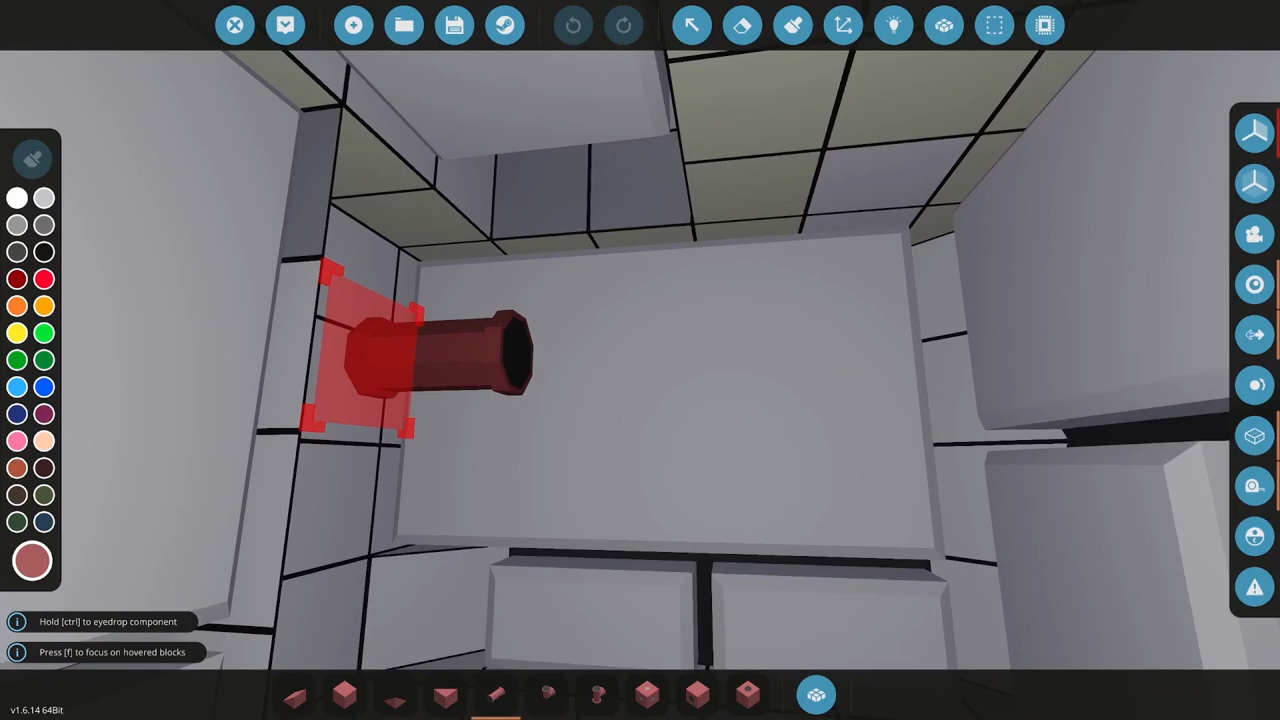 Hold [ctrl] to eyedrop component
Press [f] to focus on hovered blocks
v1.6.14 64Bit